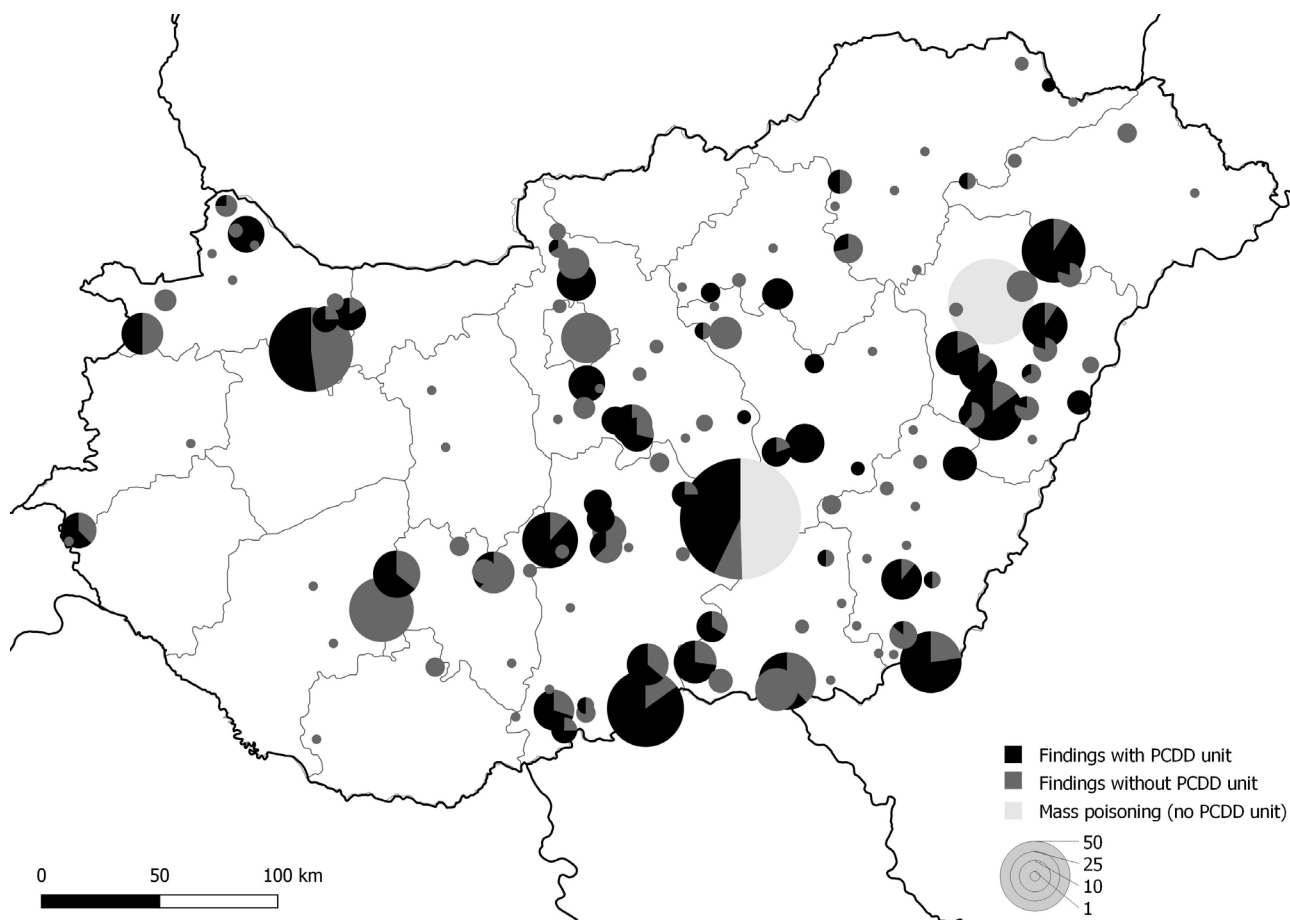 Findings with PCDD unit
Findings without PCDD unit
Mass poisoning (no PCDD unit)
50
25
10
1
0 50 100 km